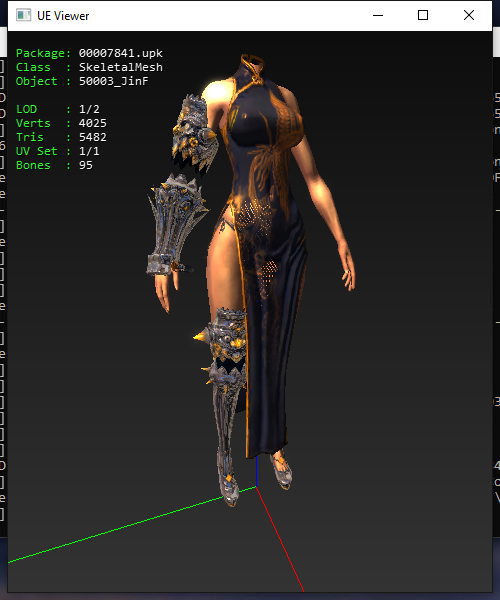 UE Viewer
Package: 00007841.upk
Class : SkeletalMesh
Object : 50003_JinF
LOD : 1/2
Verts : 4025
Tris : 5482
UV Set : 1/1
Bones : 95